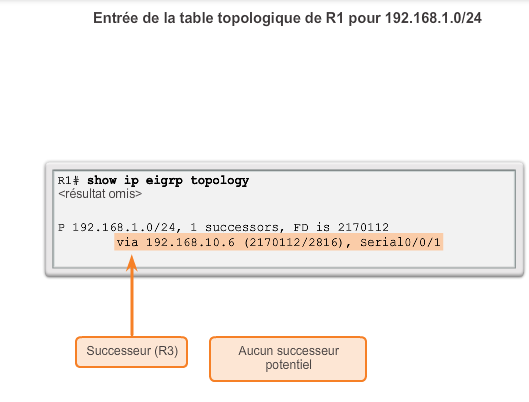 Entrée de la table topologique de R1 pour 192.168.1.0/24
R1# show ip eigrp topology
<résultat omis>
P 192.168.1.0/24, 1 successors, FD is 2170112
via 192.168.10.6 (2170112/2816), Serial0/0/1
Successeur (R3)
Aucun successeur
potentiel